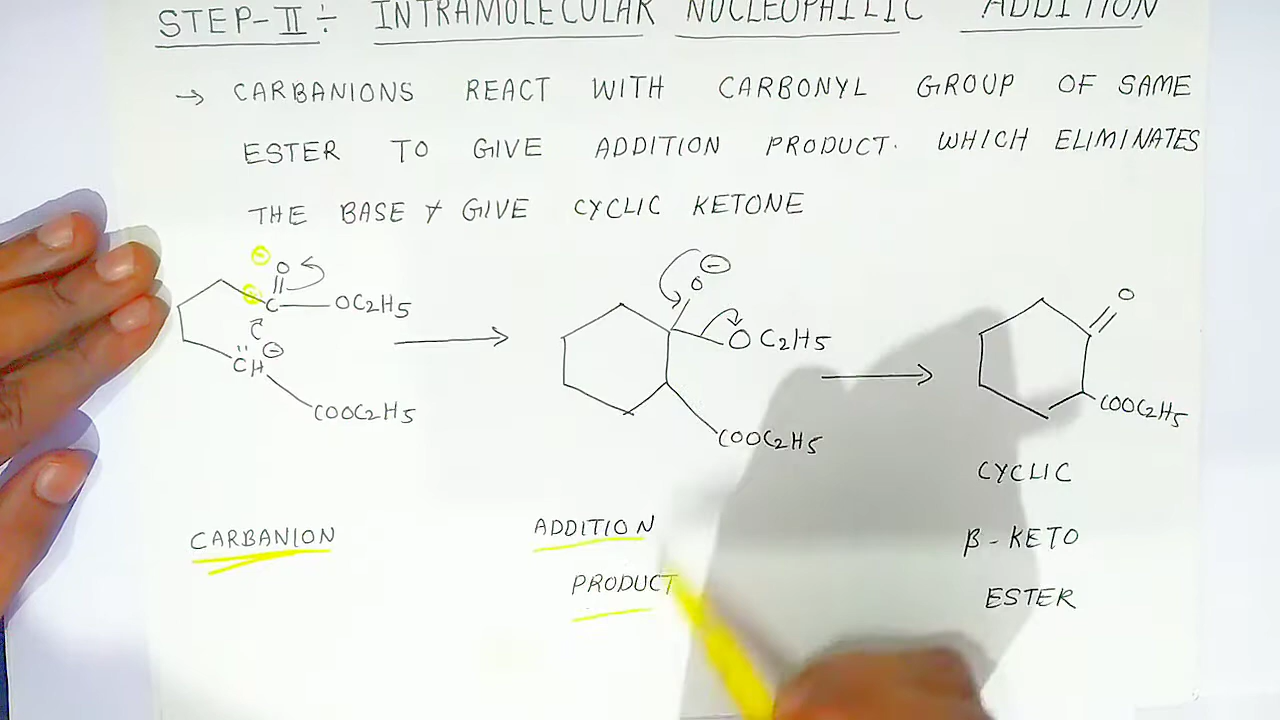 STEP-II:- INTRAMOLECULAR NUCLEOPHILIC ADDITION
→ CARBANIONS REACT WITH CARBONYL GROUP OF SAME
ESTER TO GIVE ADDITION PRODUCT. WHICH ELIMINATES
THE BASE & GIVE CYCLIC KETONE
O
C OC2H5
CH
COOC2H5
O
OC2H5
COOC2H5
O
COOC2H5
CARBANION
ADDITION
PRODUCT
CYCLIC
β-KETO
ESTER